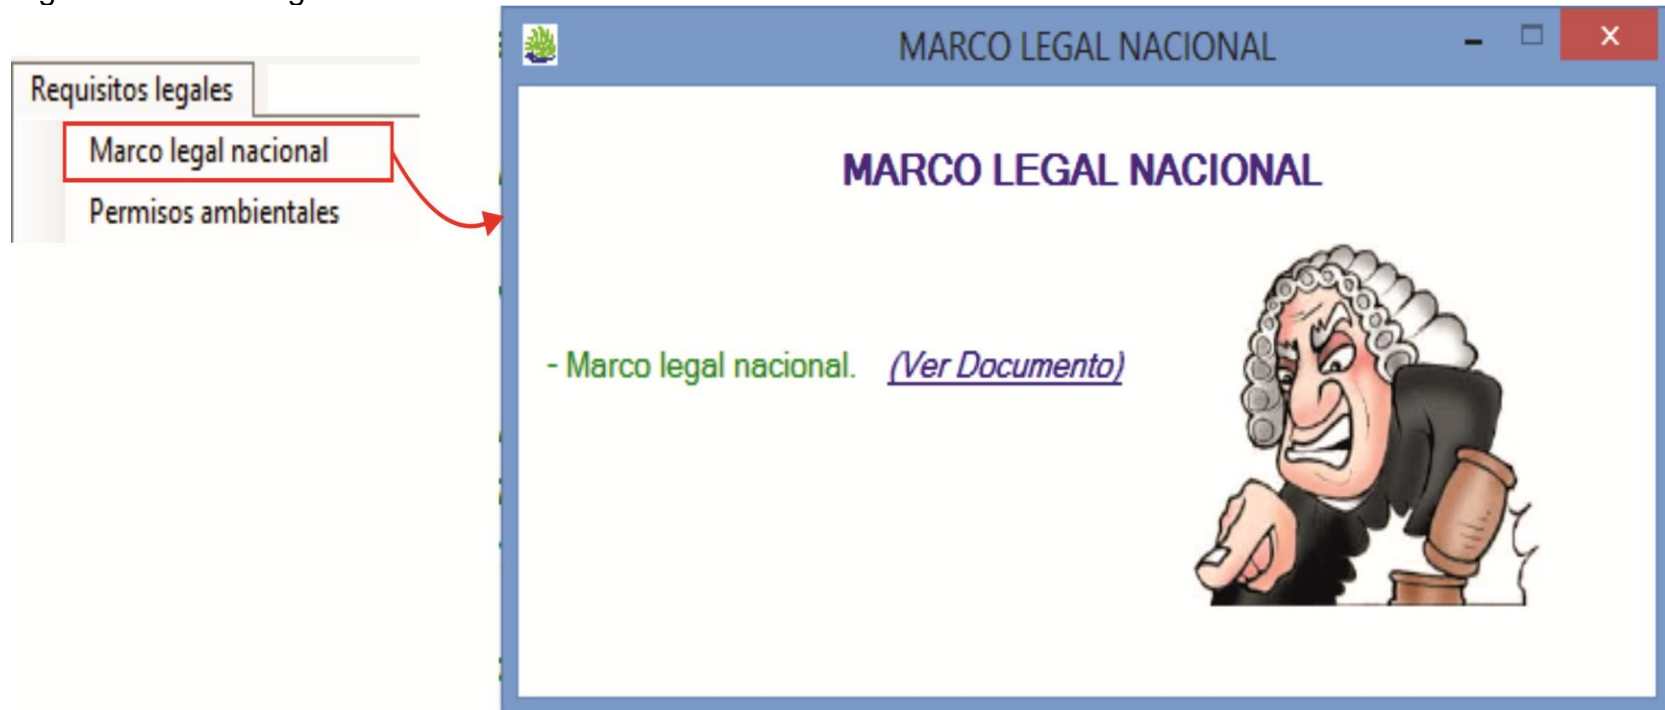 Requisitos legales
Marco legal nacional
Permisos ambientales
MARCO LEGAL NACIONAL
MARCO LEGAL NACIONAL
- Marco legal nacional. (Ver Documento)